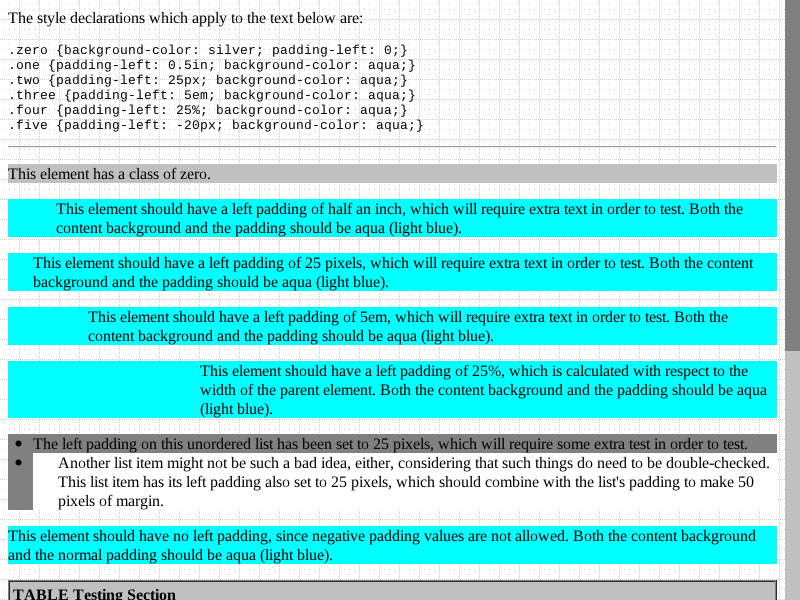 The style declarations which apply to the text below are:
.zero {background-color: silver; padding-left: 0;}
.one {padding-left: 0.5in; background-color: aqua;}
.two {padding-left: 25px; background-color: aqua;}
.three {padding-left: 5em; background-color: aqua;}
.four {padding-left: 25%; background-color: aqua;}
.five {padding-left: -20px; background-color: aqua;}
This element has a class of zero.
This element should have a left padding of half an inch, which will require extra text in order to test. Both the
content background and the padding should be aqua (light blue).
This element should have a left padding of 25 pixels, which will require extra text in order to test. Both the content
background and the padding should be aqua (light blue).
This element should have a left padding of 5em, which will require extra text in order to test. Both the
content background and the padding should be aqua (light blue).
This element should have a left padding of 25%, which is calculated with respect to the
width of the parent element. Both the content background and the padding should be aqua
(light blue).
The left padding on this unordered list has been set to 25 pixels, which will require some extra test in order to test.
Another list item might not be such a bad idea, either, considering that such things do need to be double-checked.
This list item has its left padding also set to 25 pixels, which should combine with the list's padding to make 50
pixels of margin.
This element should have no left padding, since negative padding values are not allowed. Both the content background
and the normal padding should be aqua (light blue).
TABLE Testing Section